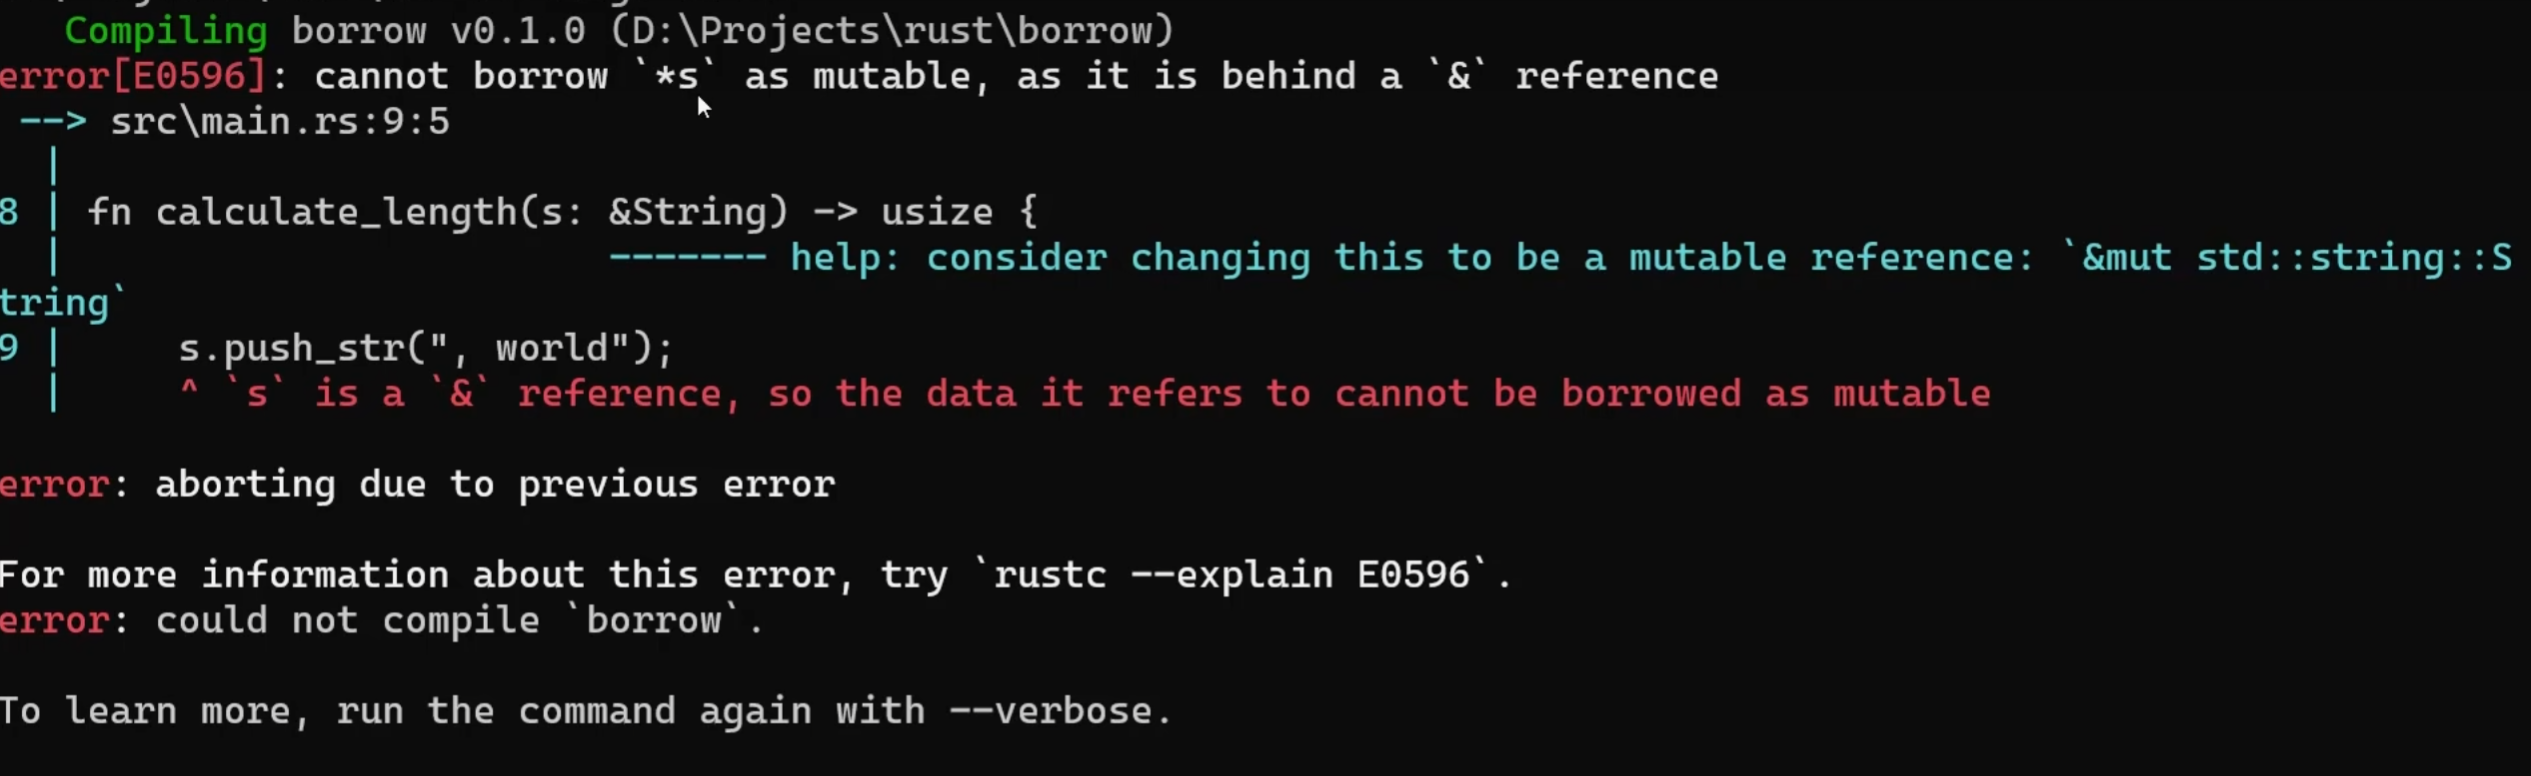 Compiling borrow v0.1.0 (D:\Projects\rust\borrow)
error[E0596]: cannot borrow `*s` as mutable, as it is behind a `&` reference
 --> src\main.rs:9:5
  |
8 | fn calculate_length(s: &String) -> usize {
  |                        ------- help: consider changing this to be a mutable reference: `&mut std::string::S
tring`
9 |     s.push_str(", world");
  |     ^ `s` is a `&` reference, so the data it refers to cannot be borrowed as mutable
error: aborting due to previous error
For more information about this error, try `rustc --explain E0596`.
error: could not compile `borrow`.
To learn more, run the command again with --verbose.